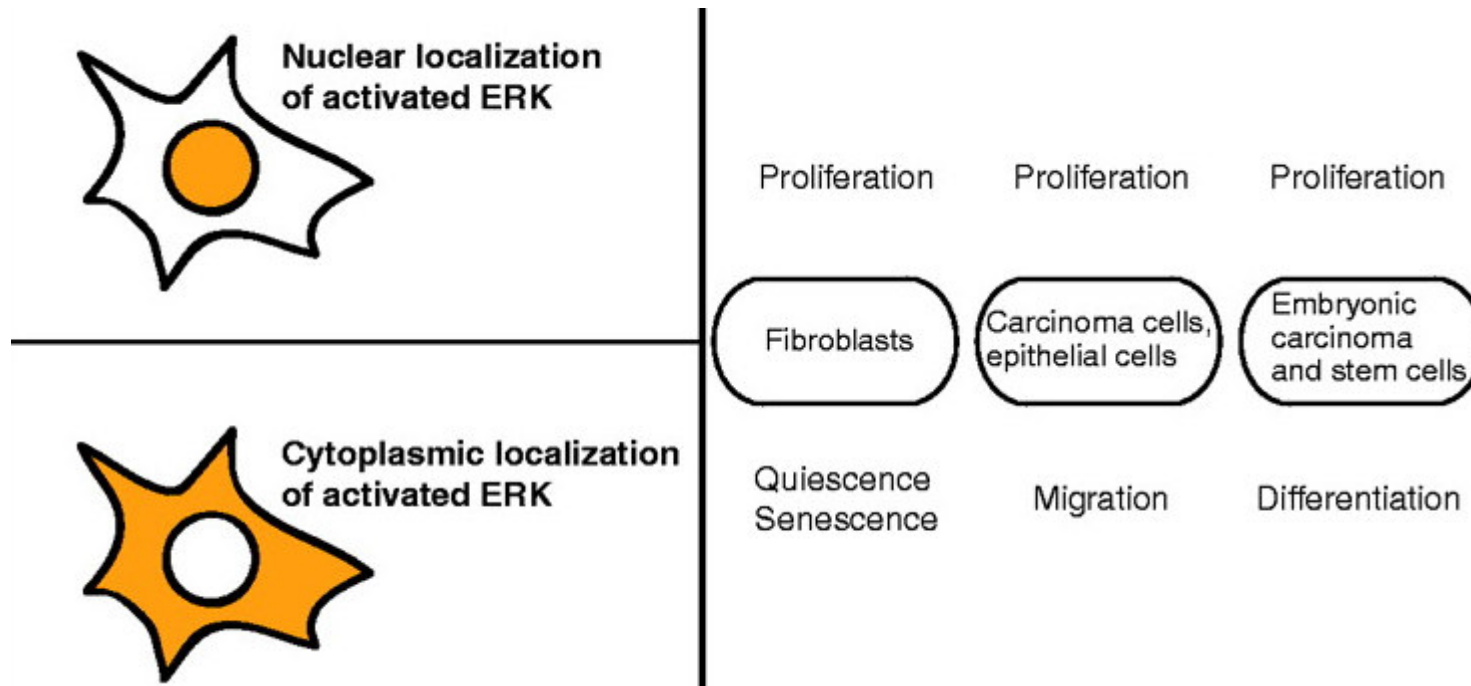 Nuclear localization
of activated ERK
Proliferation
Proliferation
Proliferation
Fibroblasts
Carcinoma cells,
epithelial cells
Embryonic
carcinoma
and stem cells
Cytoplasmic localization
of activated ERK
Quiescence
Senescence
Migration
Differentiation